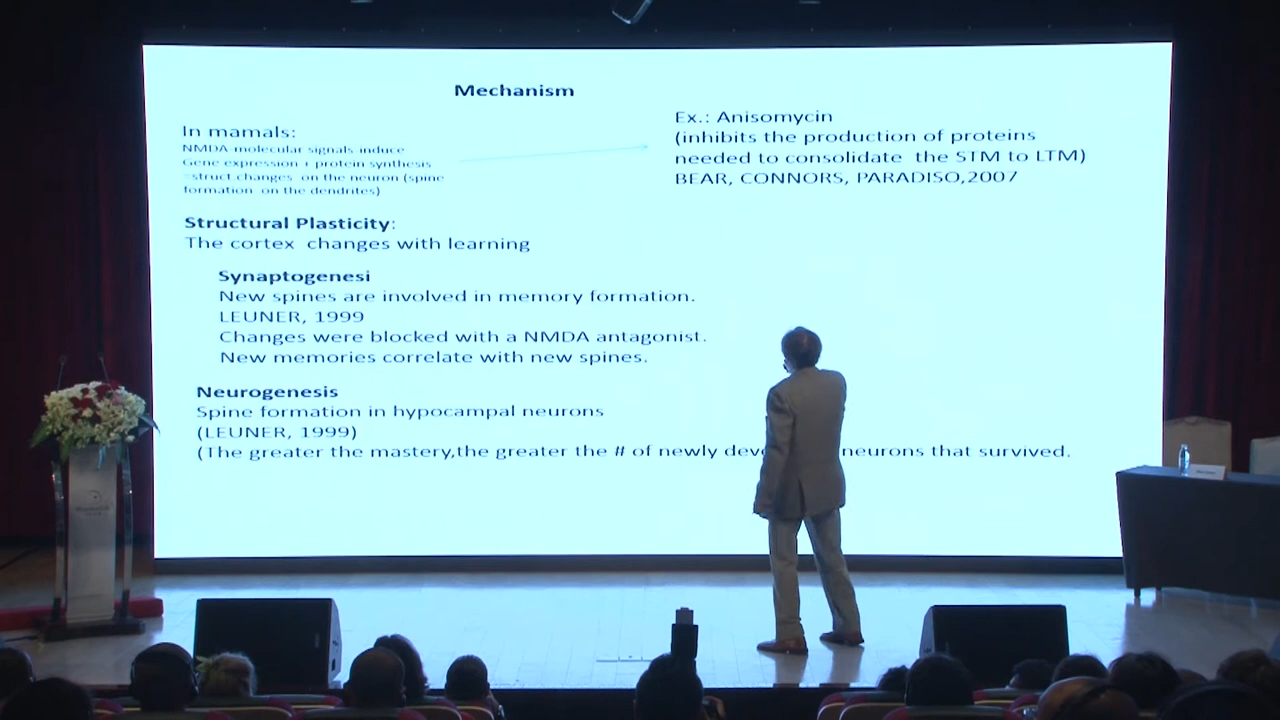 Mechanism
In mamals:
NMDA molecular signals induce
Gene expression + protein synthesis
=struct.changes on the neuron (spine
formation on the dendrites)
Ex.: Anisomycin
(inhibits the production of proteins
needed to consolidate the STM to LTM)
BEAR, CONNORS, PARADISO,2007
Structural Plasticity:
The cortex changes with learning
Synaptogenesi
New spines are involved in memory formation.
LEUNER, 1999
Changes were blocked with a NMDA antagonist.
New memories correlate with new spines.
Neurogenesis
Spine formation in hypocampal neurons
(LEUNER, 1999)
(The greater the mastery,the greater the # of newly neurons that survived.